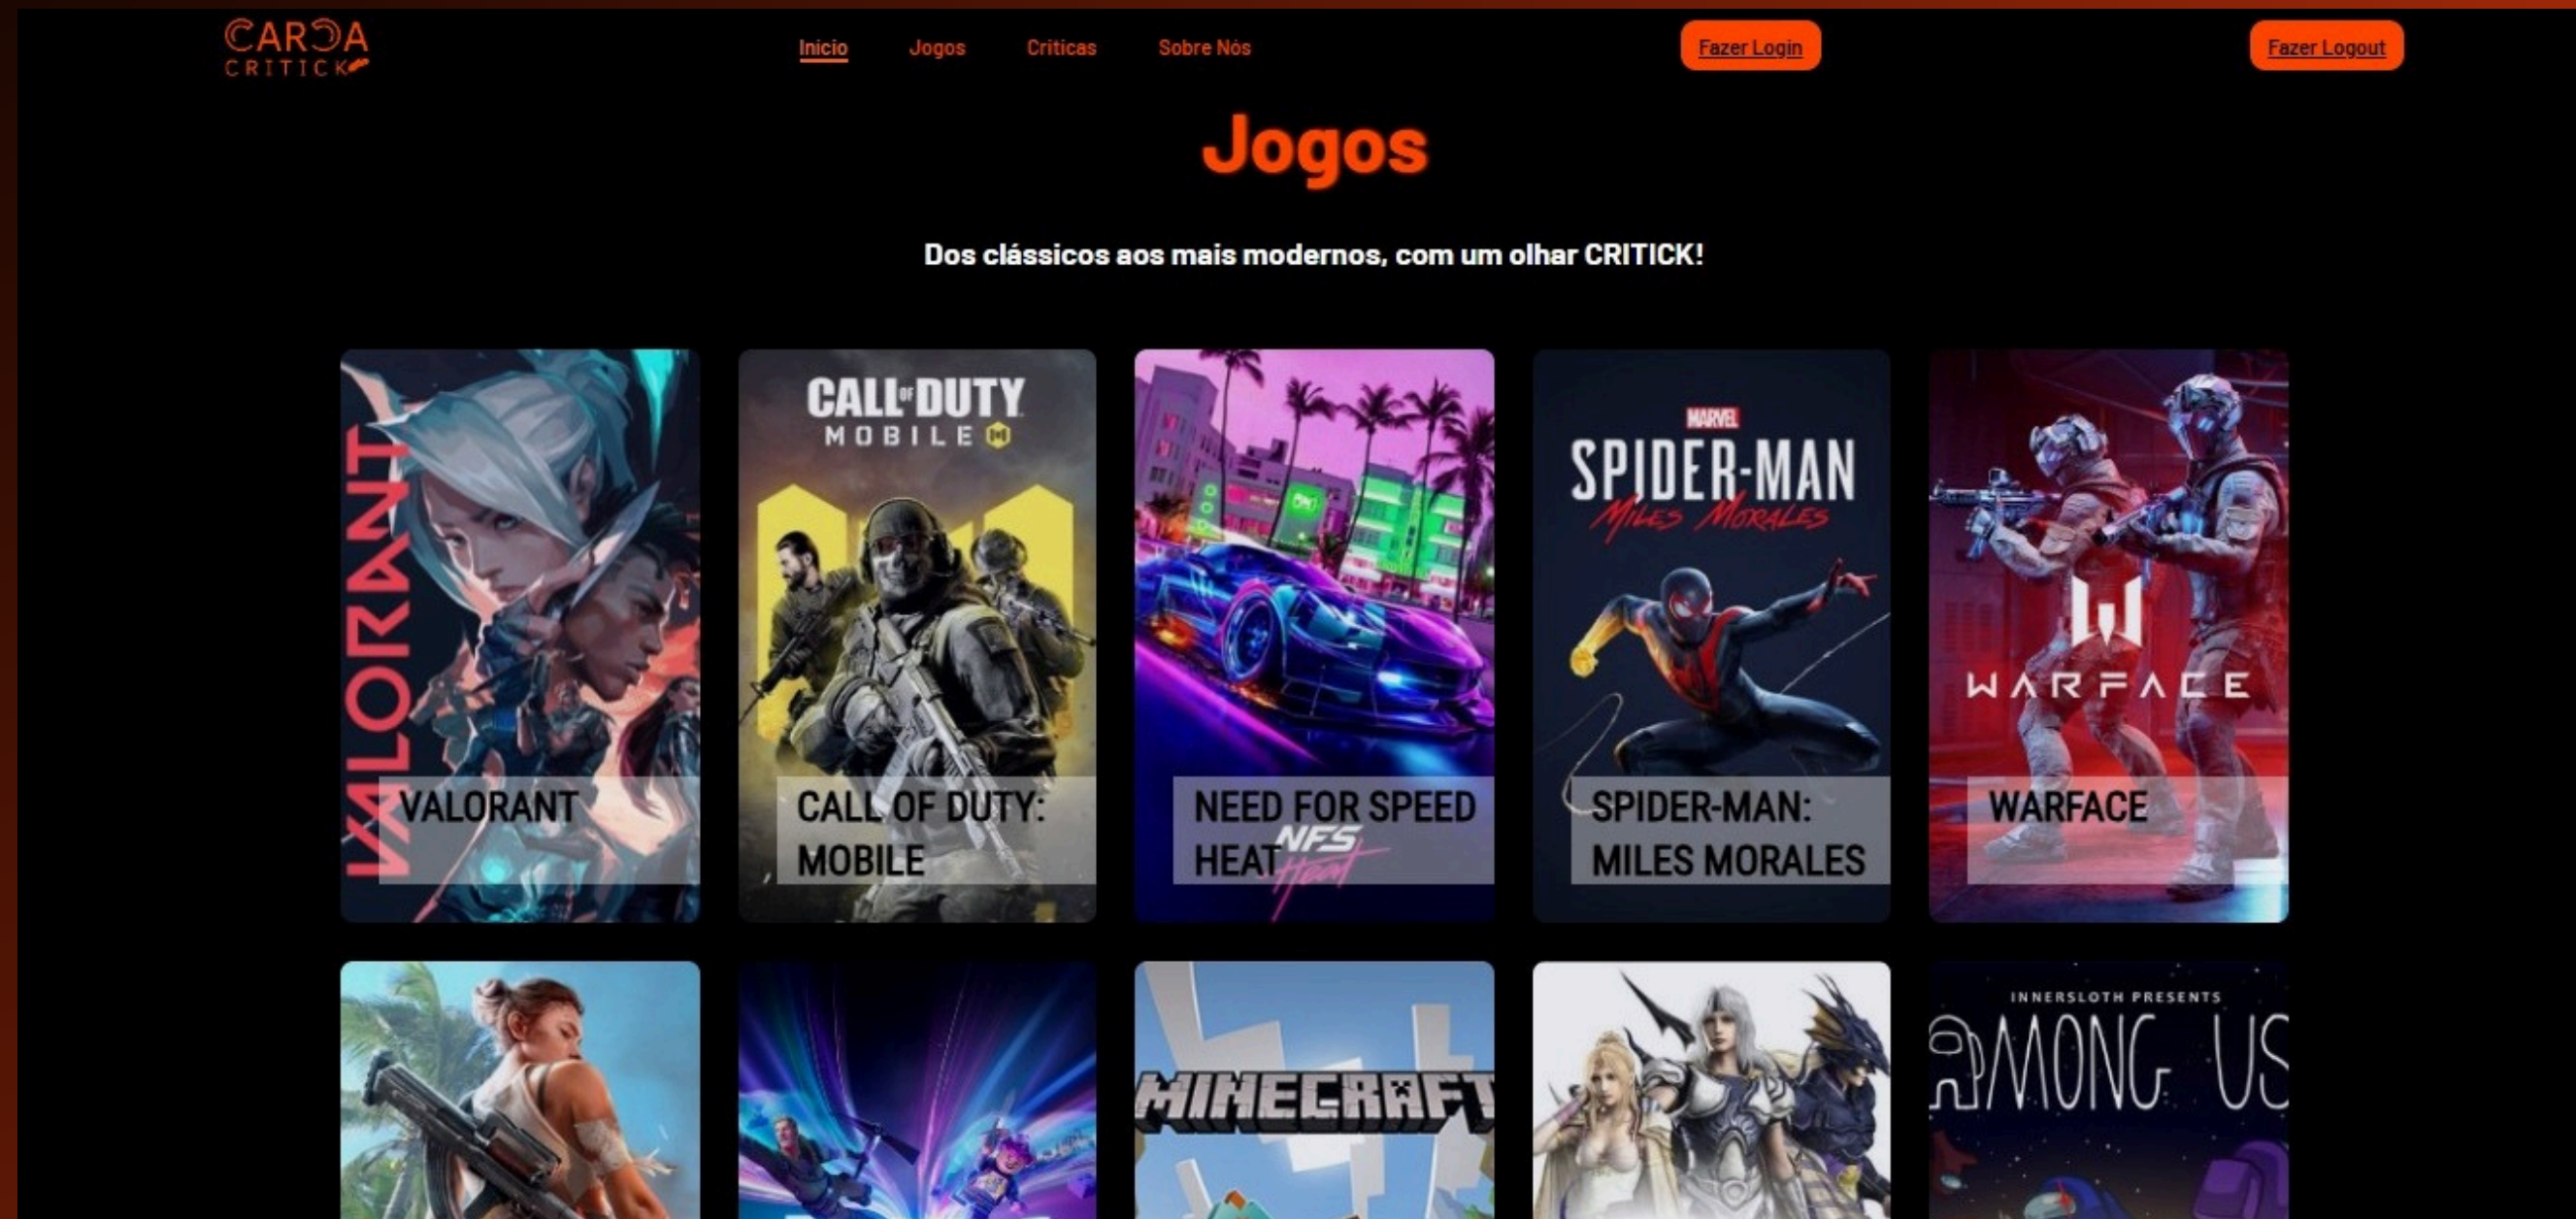 CARCA
CRITICK
Inicio Jogos Criticas Sobre Nós Fazer Login Fazer Logout
Jogos
Dos clássicos aos mais modernos, com um olhar CRITICK!
VALORANT
VALORANT
CALL OF DUTY
MOBILE
CALL OF DUTY:
MOBILE
NEED FOR SPEED
HEAT
NFS
Heat
MARVEL
SPIDER-MAN
MILES MORALES
SPIDER-MAN:
MILES MORALES
WARFACE
WARFACE
MINECRAFT
INNERSLOTH PRESENTS
AMONG US